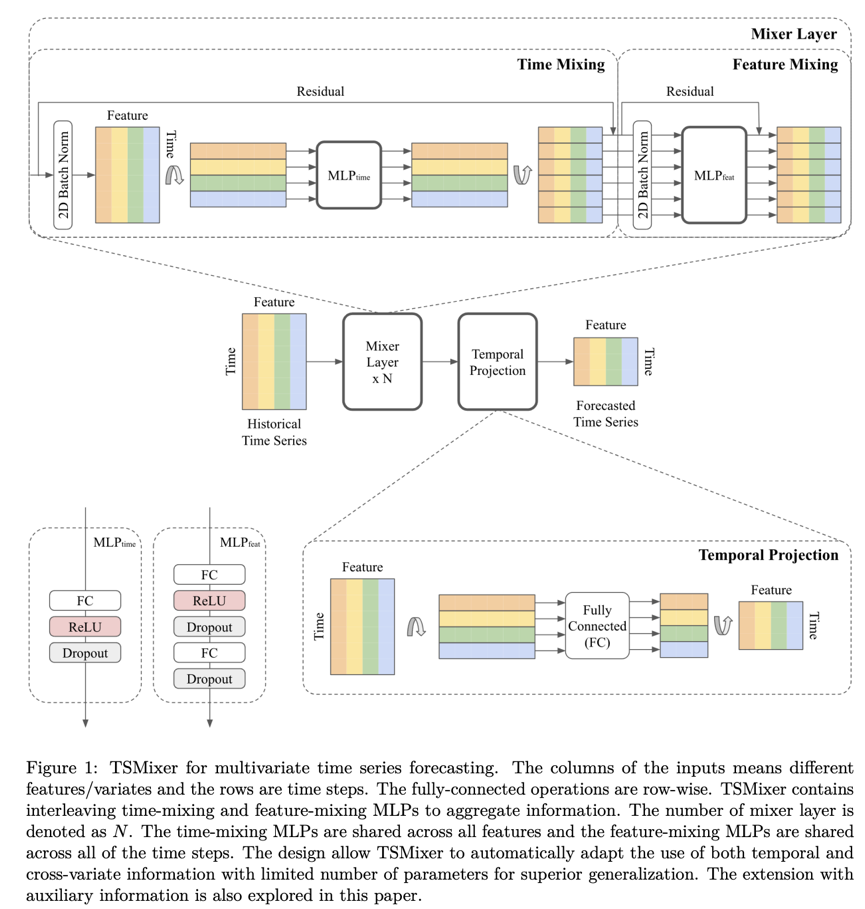 Mixer Layer
Time Mixing
Feature Mixing
Residual
Residual
Feature
Time
2D Batch Norm
MLPtime
2D Batch Norm
MLPfeat
Feature
Time
Mixer
Layer
x N
Temporal
Projection
Feature
Time
Historical
Time Series
Forecasted
Time Series
MLPtime
FC
ReLU
Dropout
MLPfeat
FC
ReLU
Dropout
FC
Dropout
Temporal Projection
Feature
Time
Fully
Connected
(FC)
Feature
Time
Figure 1: TSMixer for multivariate time series forecasting. The columns of the inputs means different
features/variates and the rows are time steps. The fully-connected operations are row-wise. TSMixer contains
interleaving time-mixing and feature-mixing MLPs to aggregate information. The number of mixer layer is
denoted as N. The time-mixing MLPs are shared across all features and the feature-mixing MLPs are shared
across all of the time steps. The design allow TSMixer to automatically adapt the use of both temporal and
cross-variate information with limited number of parameters for superior generalization. The extension with
auxiliary information is also explored in this paper.